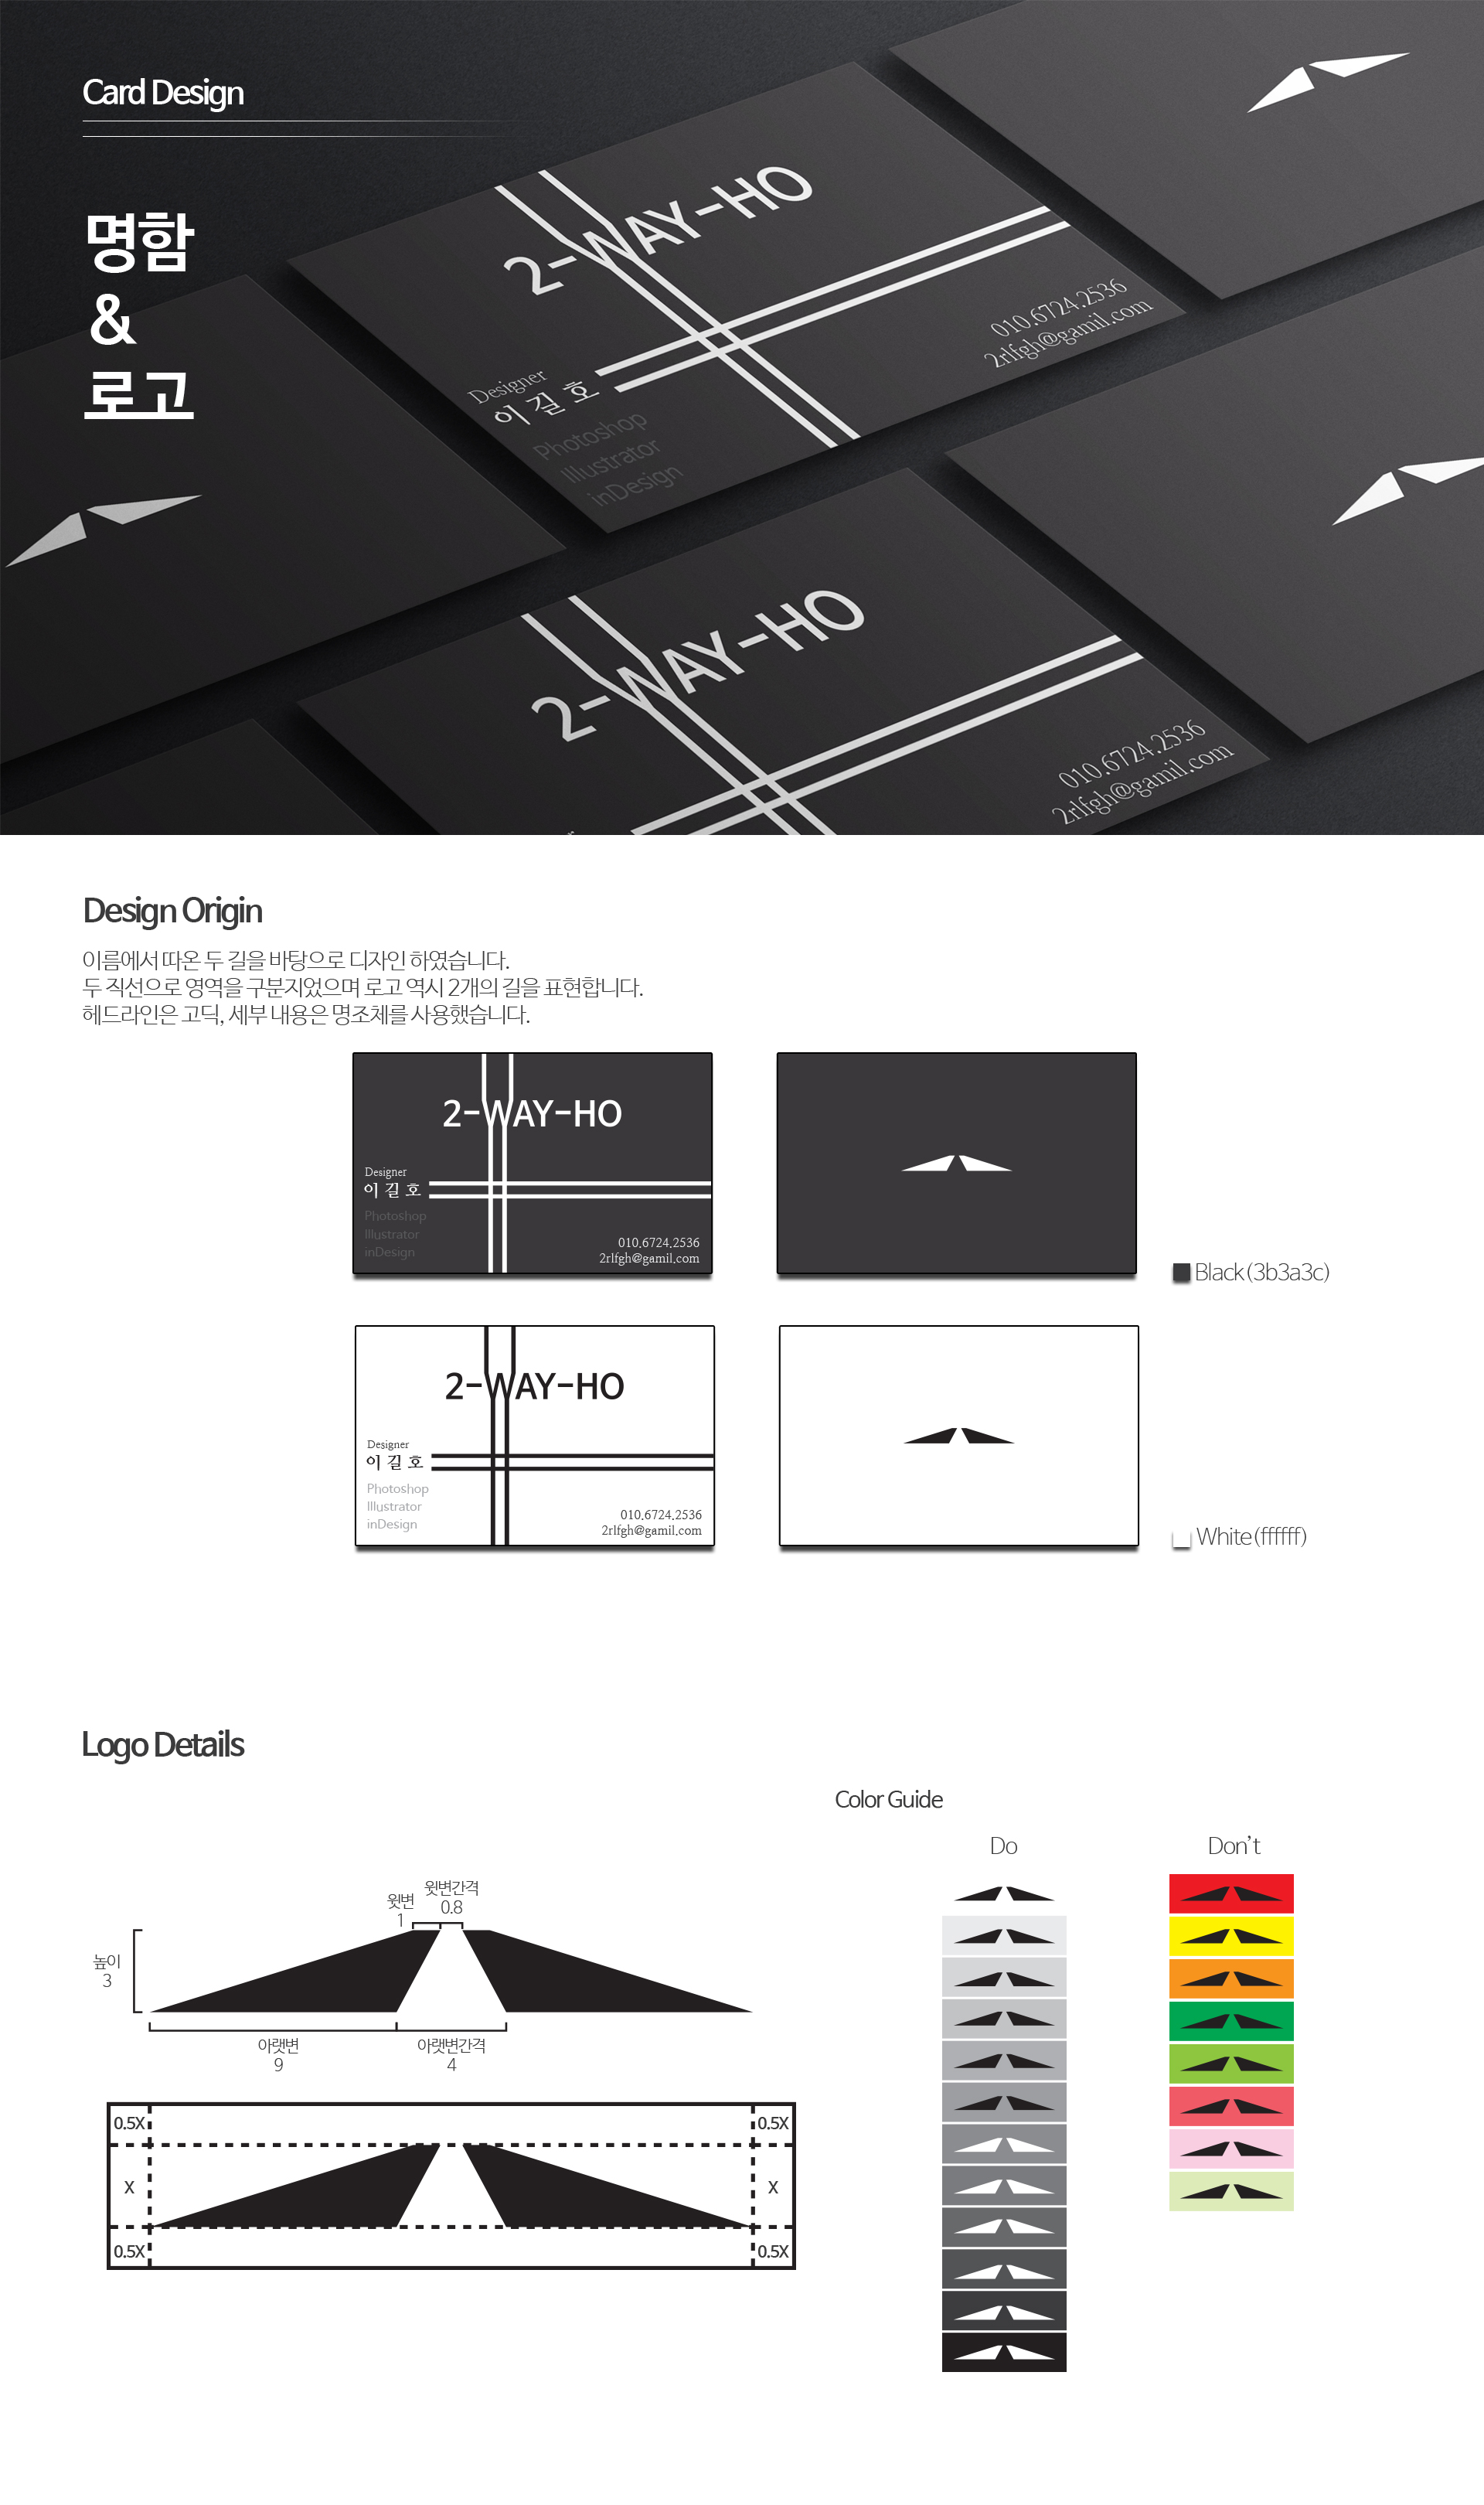 Card Design
명함
&
로고
2-WAY-HO
010.6724.2536
2rlfgh@gamil.com
Designer
이 길 호
Photoshop
Illustrator
inDesign
2-WAY-HO
010.6724.2536
2rlfgh@gamil.com
Design Origin
이름에서 따온 두 길을 바탕으로 디자인 하였습니다.
두 직선으로 영역을 구분지었으며 로고 역시 2개의 길을 표현합니다.
헤드라인은 고딕, 세부 내용은 명조체를 사용했습니다.
2-WAY-HO
Designer
이 길 호
Photoshop
Illustrator
inDesign
010.6724.2536
2rlfgh@gamil.com
Black(3b3a3c)
2-WAY-HO
Designer
이 길 호
Photoshop
Illustrator
inDesign
010.6724.2536
2rlfgh@gamil.com
White(ffffff)
Logo Details
Color Guide
Do
Don't
윗변
1
윗변간격
0.8
높이
3
아랫변
9
아랫변간격
4
0.5X
0.5X
X
X
0.5X
0.5X